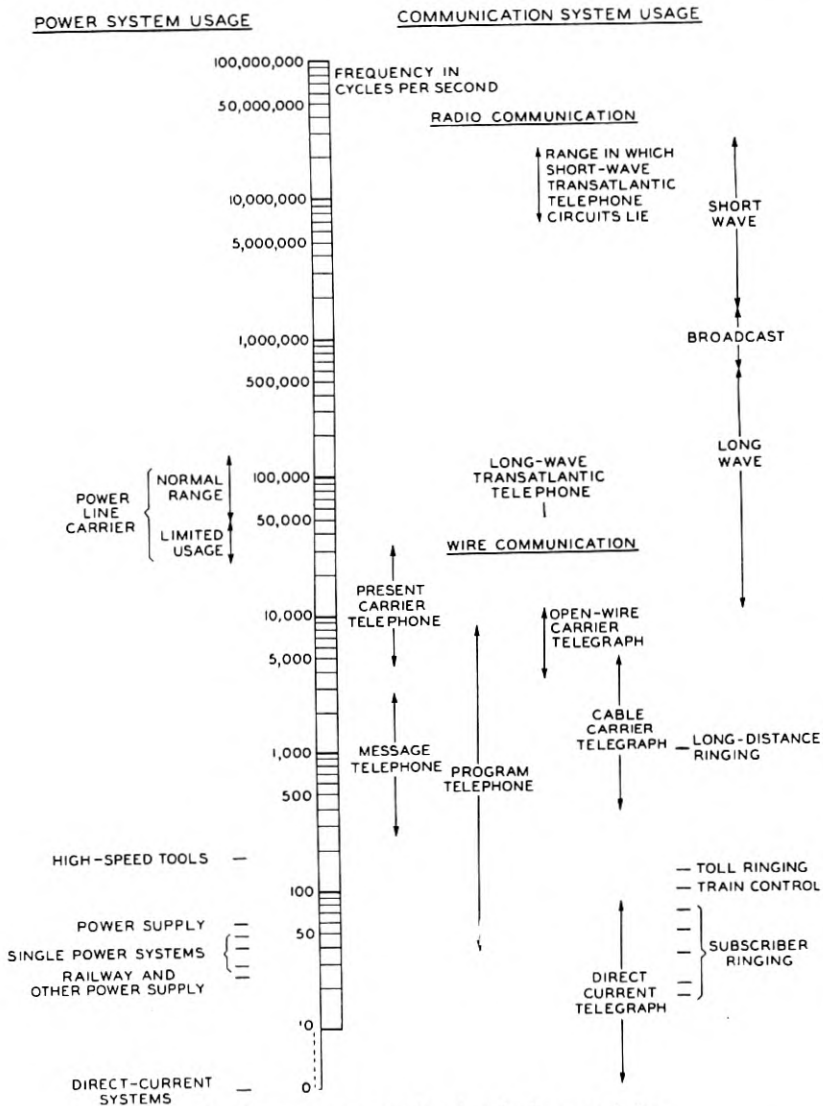 POWER SYSTEM USAGE
COMMUNICATION SYSTEM USAGE
100,000,000
FREQUENCY IN
CYCLES PER SECOND
50,000,000
10,000,000
5,000,000
1,000,000
500,000
100,000
50,000
10,000
5,000
1,000
500
100
50
10
0
POWER
LINE
CARRIER
NORMAL
RANGE
LIMITED
USAGE
HIGH-SPEED TOOLS
POWER SUPPLY
SINGLE POWER SYSTEMS
RAILWAY AND
OTHER POWER SUPPLY
DIRECT-CURRENT
SYSTEMS
RADIO COMMUNICATION
RANGE IN WHICH
SHORT-WAVE
TRANSATLANTIC
TELEPHONE
CIRCUITS LIE
SHORT
WAVE
BROADCAST
LONG
WAVE
LONG-WAVE
TRANSATLANTIC
TELEPHONE
WIRE COMMUNICATION
PRESENT
CARRIER
TELEPHONE
OPEN-WIRE
CARRIER
TELEGRAPH
MESSAGE
TELEPHONE
PROGRAM
TELEPHONE
CABLE
CARRIER
TELEGRAPH
LONG-DISTANCE
RINGING
TOLL RINGING
TRAIN CONTROL
SUBSCRIBER
RINGING
DIRECT
CURRENT
TELEGRAPH